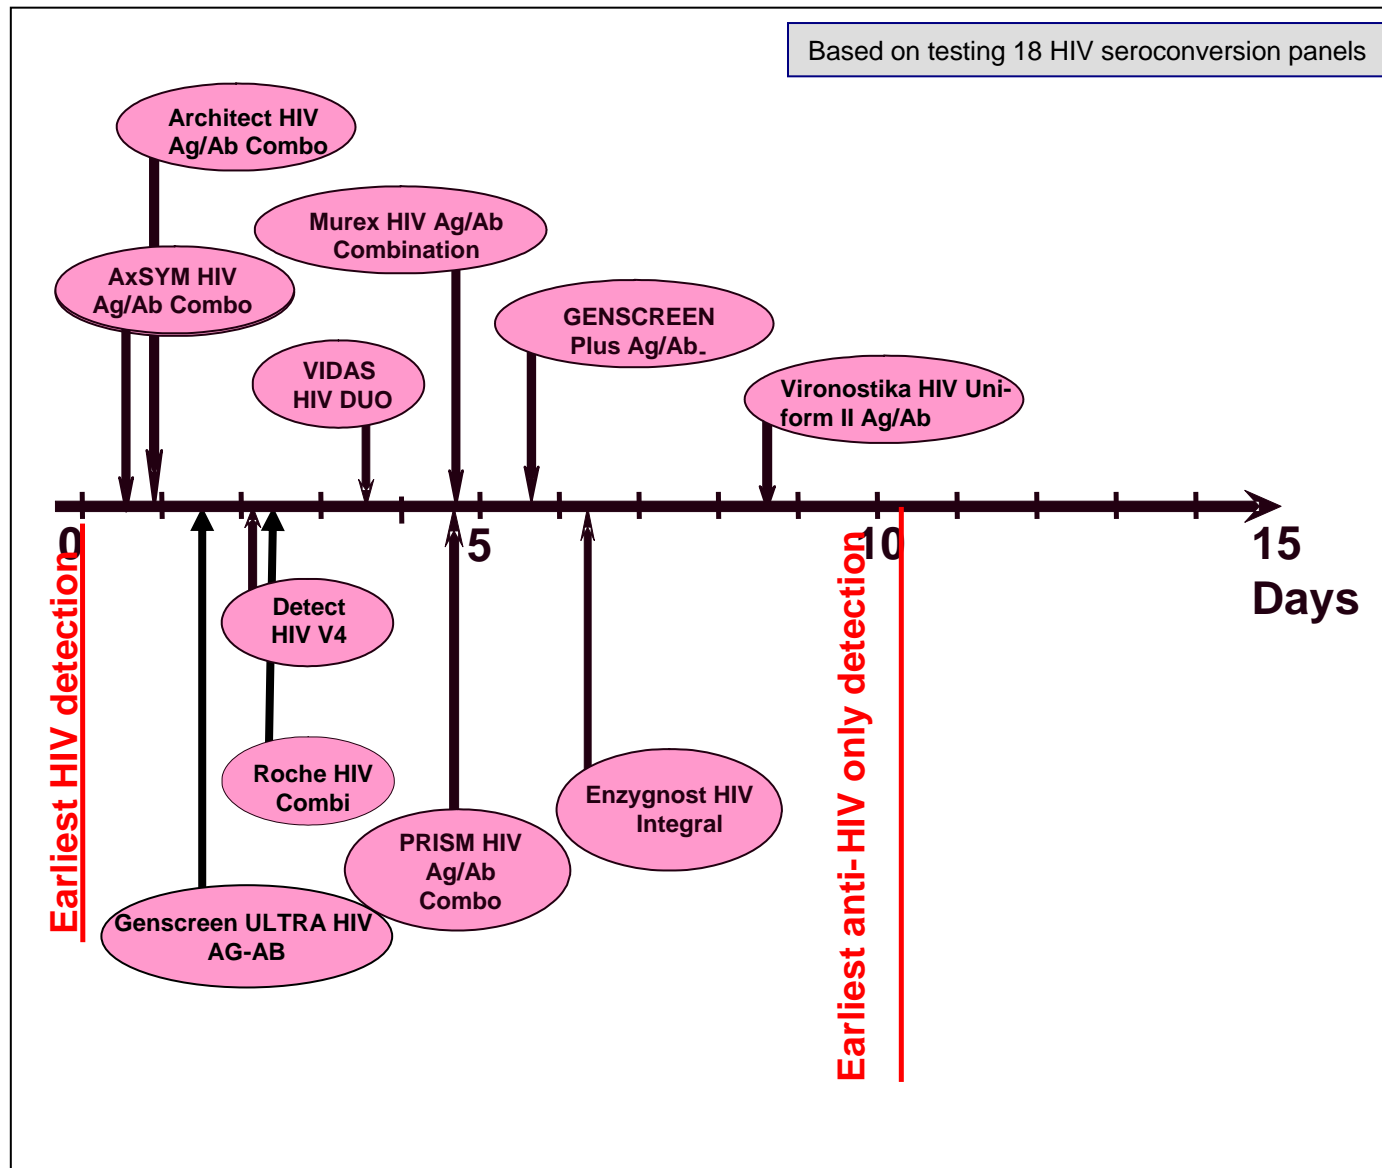 Based on testing 18 HIV seroconversion panels
Architect HIV
Ag/Ab Combo
Murex HIV Ag/Ab
Combination
AxSYM HIV
Ag/Ab Combo
GENSCREEN
Plus Ag/Ab-
VIDAS
HIV DUO
Vironostika HIV Uni-
form II Ag/Ab
0
5
10
15
Days
Earliest HIV detection
Earliest anti-HIV only detection
Detect
HIV V4
Roche HIV
Combi
Enzygnost HIV
Integral
PRISM HIV
Ag/Ab
Combo
Genscreen ULTRA HIV
AG-AB